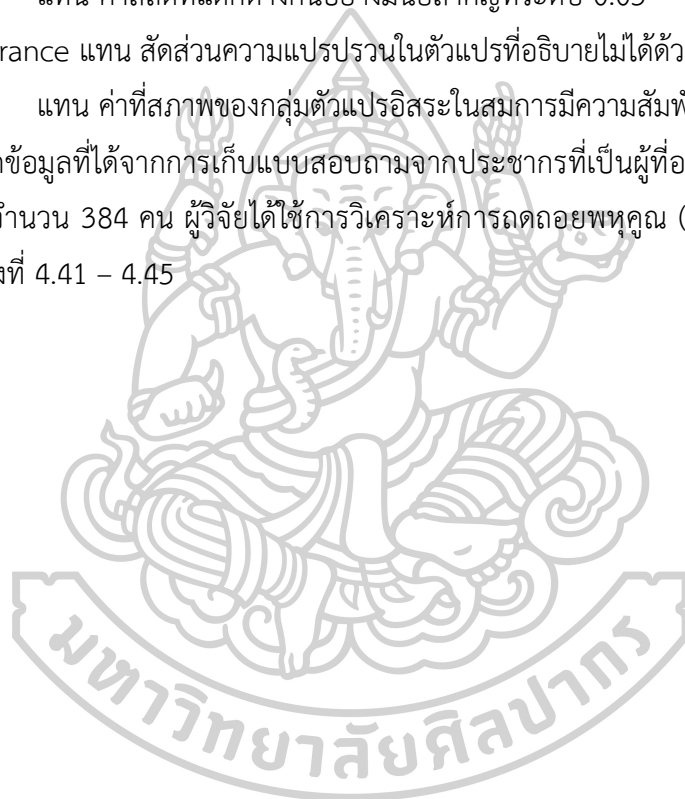 แทน ค่าสถิติที่แตกต่างกันอย่างมีนัยสำคัญที่ระดับ 0.05
rance แทน สัดส่วนความแปรปรวนในตัวแปรที่อธิบายไม่ได้ด้ว
แทน ค่าที่สภาพของกลุ่มตัวแปรอิสระในสมการมีความสัมพั
ข้อมูลที่ได้จากการเก็บแบบสอบถามจากประชากรที่เป็นผู้ที่อ
จำนวน 384 คน ผู้วิจัยได้ใช้การวิเคราะห์การถดถอยพหุคูณ (
งที่ 4.41 – 4.45
มหาวิทยาลัยศิลปากร